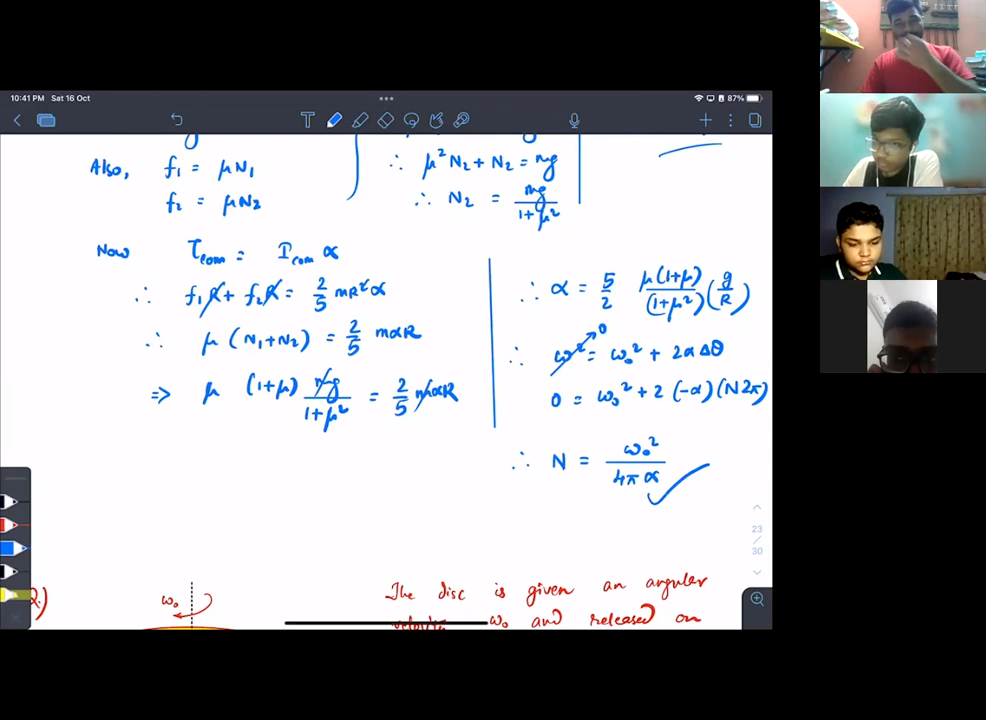 10:41 PM Sat 16 Oct
87%
Also, f₁ = μN₁
f₂ = μN₂
∴ μ²N₂ + N₂ = mg
∴ N₂ = mg / 1+μ²
Now τcom = Icom α
∴ f₁R + f₂R = 2/5 mR²α
∴ μ (N₁+N₂) = 2/5 mαR
⇒ μ (1+μ) mg / 1+μ² = 2/5 mαR
∴ α = 5/2 μ(1+μ) / (1+μ²) (g/R)
0
∴ ω² = ω₀² + 2αΔθ
0 = ω₀² + 2 (-α) (N2π)
∴ N = ω₀² / 4πα
23
/
30
2)
ω₀
The disc is given an angular
velocity ω₀ and released on